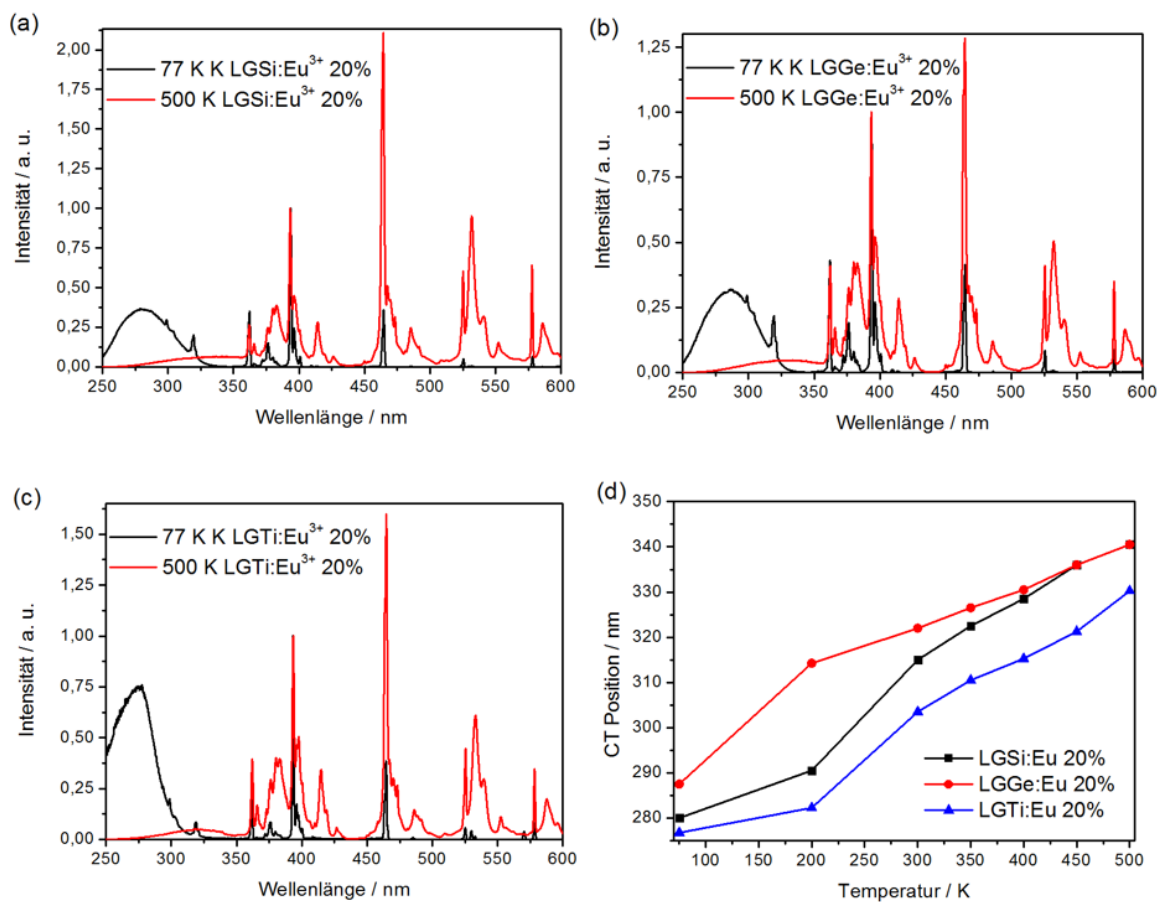 (a)
77 K K LGSi:Eu³⁺ 20%
500 K LGSi:Eu³⁺ 20%
Intensität / a. u.
2,00
1,75
1,50
1,25
1,00
0,75
0,50
0,25
0,00
250 300 350 400 450 500 550 600
Wellenlänge / nm
(b)
77 K K LGGe:Eu³⁺ 20%
500 K LGGe:Eu³⁺ 20%
Intensität / a. u.
1,25
1,00
0,75
0,50
0,25
0,00
250 300 350 400 450 500 550 600
Wellenlänge / nm
(c)
77 K K LGTi:Eu³⁺ 20%
500 K LGTi:Eu³⁺ 20%
Intensität / a. u.
1,50
1,25
1,00
0,75
0,50
0,25
0,00
250 300 350 400 450 500 550 600
Wellenlänge / nm
(d)
CT Position / nm
350
340
330
320
310
300
290
280
LGSi:Eu 20%
LGGe:Eu 20%
LGTi:Eu 20%
100 150 200 250 300 350 400 450 500
Temperatur / K